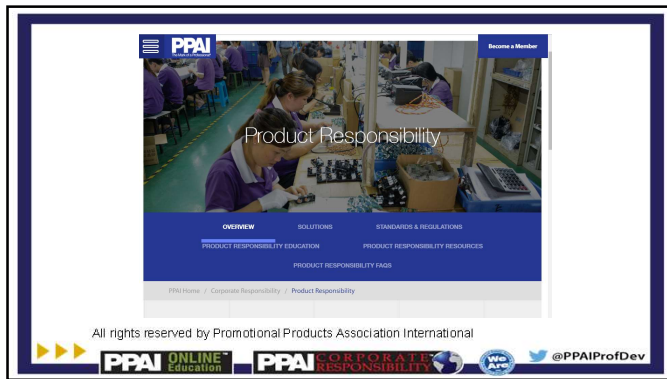 PPAI
Become a Member
Product Responsibility
OVERVIEW SOLUTIONS STANDARDS & REGULATIONS
PRODUCT RESPONSIBILITY EDUCATION PRODUCT RESPONSIBILITY RESOURCES
PRODUCT RESPONSIBILITY FAQS
PPAI Home / Corporate Responsibility / Product Responsibility
All rights reserved by Promotional Products Association International
PPAI ONLINE™ Education
PPAI CORPORATE RESPONSIBILITY
We Are
@PPAIProfDev